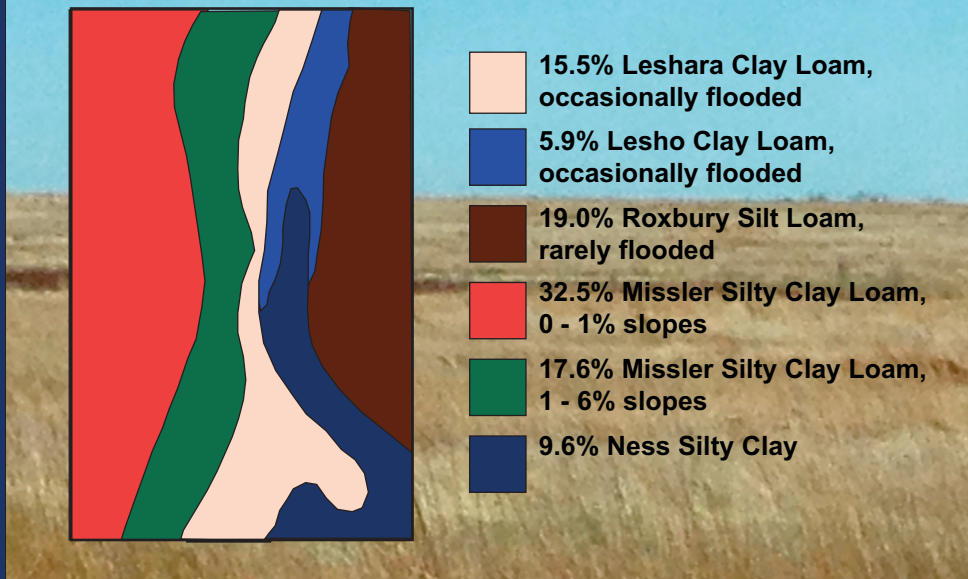 15.5% Leshara Clay Loam,
occasionally flooded
5.9% Lesho Clay Loam,
occasionally flooded
19.0% Roxbury Silt Loam,
rarely flooded
32.5% Missler Silty Clay Loam,
0 - 1% slopes
17.6% Missler Silty Clay Loam,
1 - 6% slopes
9.6% Ness Silty Clay